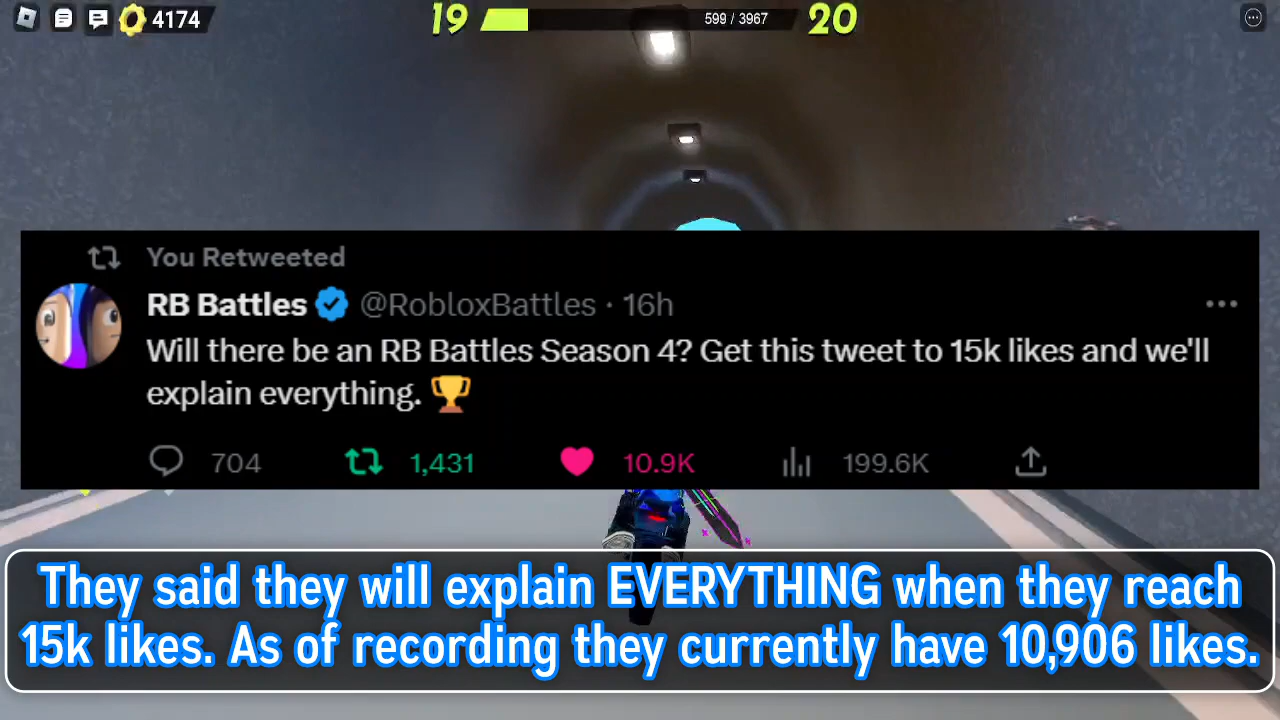 4174
19
599 / 3967
20
You Retweeted
RB Battles @RobloxBattles · 16h
Will there be an RB Battles Season 4? Get this tweet to 15k likes and we'll
explain everything. 🏆
704 1,431 10.9K 199.6K
They said they will explain EVERYTHING when they reach
15k likes. As of recording they currently have 10,906 likes.